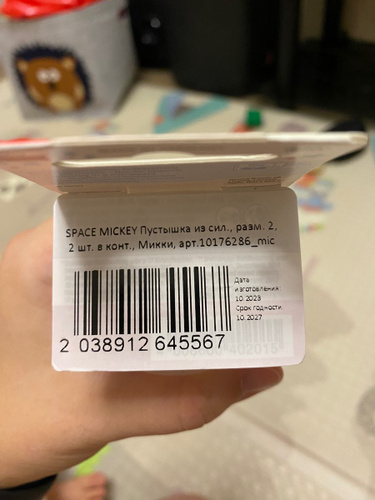 SPACE MICKEY Пустышка из сил., разм. 2,
2 шт. в конт., Микки, арт.10176286_mic
Дата
изготовления:
10.2023
Срок годности:
10.2027
2 038912 645567